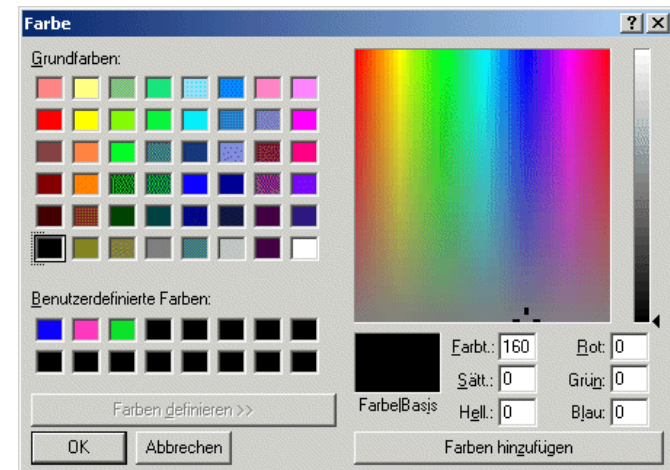 Farbe
Grundfarben:
Benutzerdefinierte Farben:
Farben definieren >>
OK Abbrechen
Farbe|Basis
Farbt.: 160 Rot: 0
Sätt.: 0 Grün: 0
Hell.: 0 Blau: 0
Farben hinzufügen